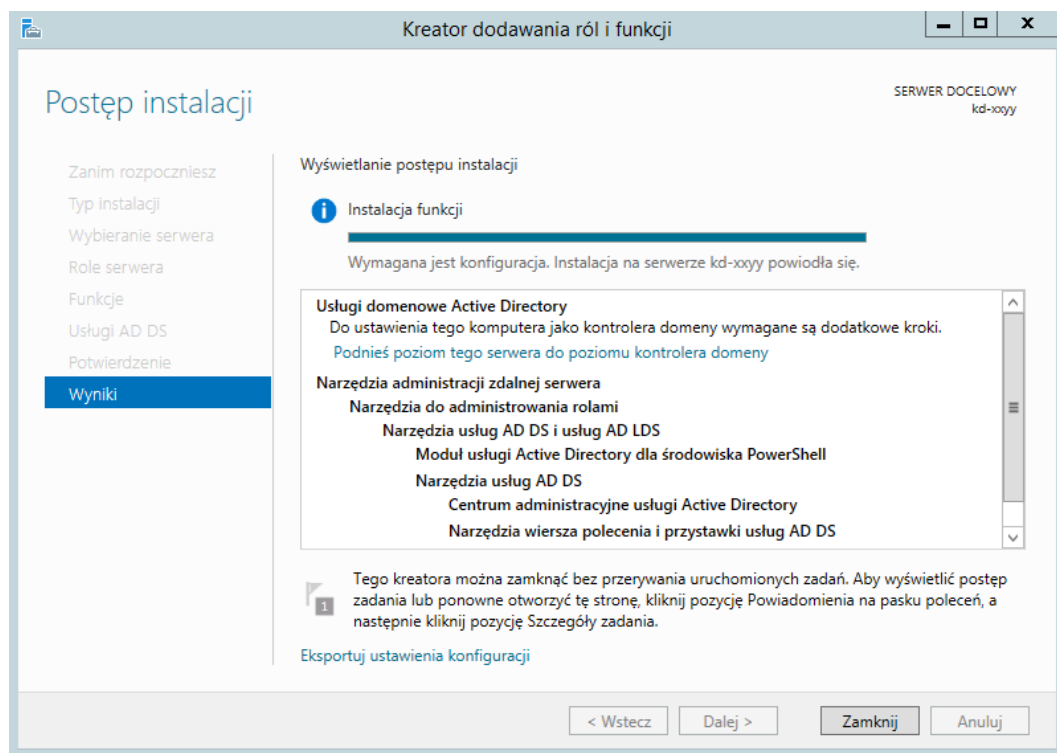 Kreator dodawania ról i funkcji
Postęp instalacji
SERWER DOCELOWY
kd-xxyy
Zanim rozpoczniesz
Typ instalacji
Wybieranie serwera
Role serwera
Funkcje
Usługi AD DS
Potwierdzenie
Wyniki
Wyświetlanie postępu instalacji
Instalacja funkcji
Wymagana jest konfiguracja. Instalacja na serwerze kd-xxyy powiodła się.
Usługi domenowe Active Directory
Do ustawienia tego komputera jako kontrolera domeny wymagane są dodatkowe kroki.
Podnieś poziom tego serwera do poziomu kontrolera domeny
Narzędzia administracji zdalnej serwera
Narzędzia do administrowania rolami
Narzędzia usług AD DS i usług AD LDS
Moduł usługi Active Directory dla środowiska PowerShell
Narzędzia usług AD DS
Centrum administracyjne usługi Active Directory
Narzędzia wiersza polecenia i przystawki usług AD DS
1
Tego kreatora można zamknąć bez przerywania uruchomionych zadań. Aby wyświetlić postęp
zadania lub ponowne otworzyć tę stronę, kliknij pozycję Powiadomienia na pasku poleceń, a
następnie kliknij pozycję Szczegóły zadania.
Eksportuj ustawienia konfiguracji
< Wstecz
Dalej >
Zamknij
Anuluj